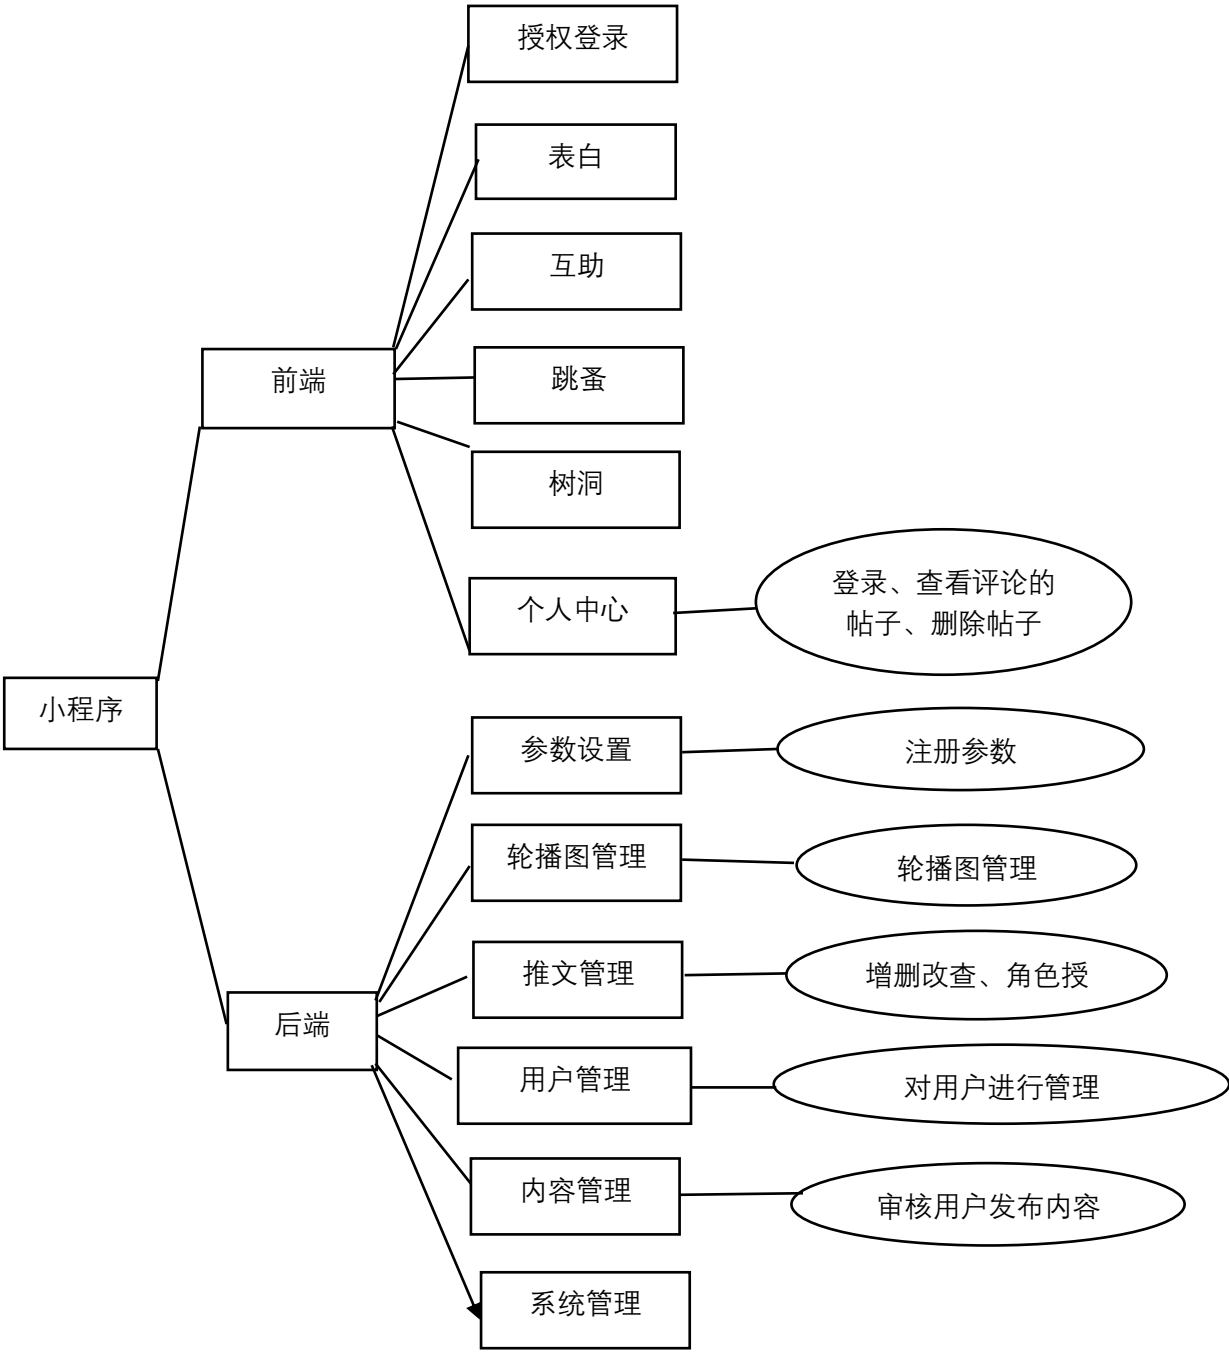 授权登录
表白
互助
前端
跳蚤
树洞
个人中心
登录、查看评论的
帖子、删除帖子
小程序
参数设置
注册参数
轮播图管理
轮播图管理
推文管理
增删改查、角色授
后端
用户管理
对用户进行管理
内容管理
审核用户发布内容
系统管理